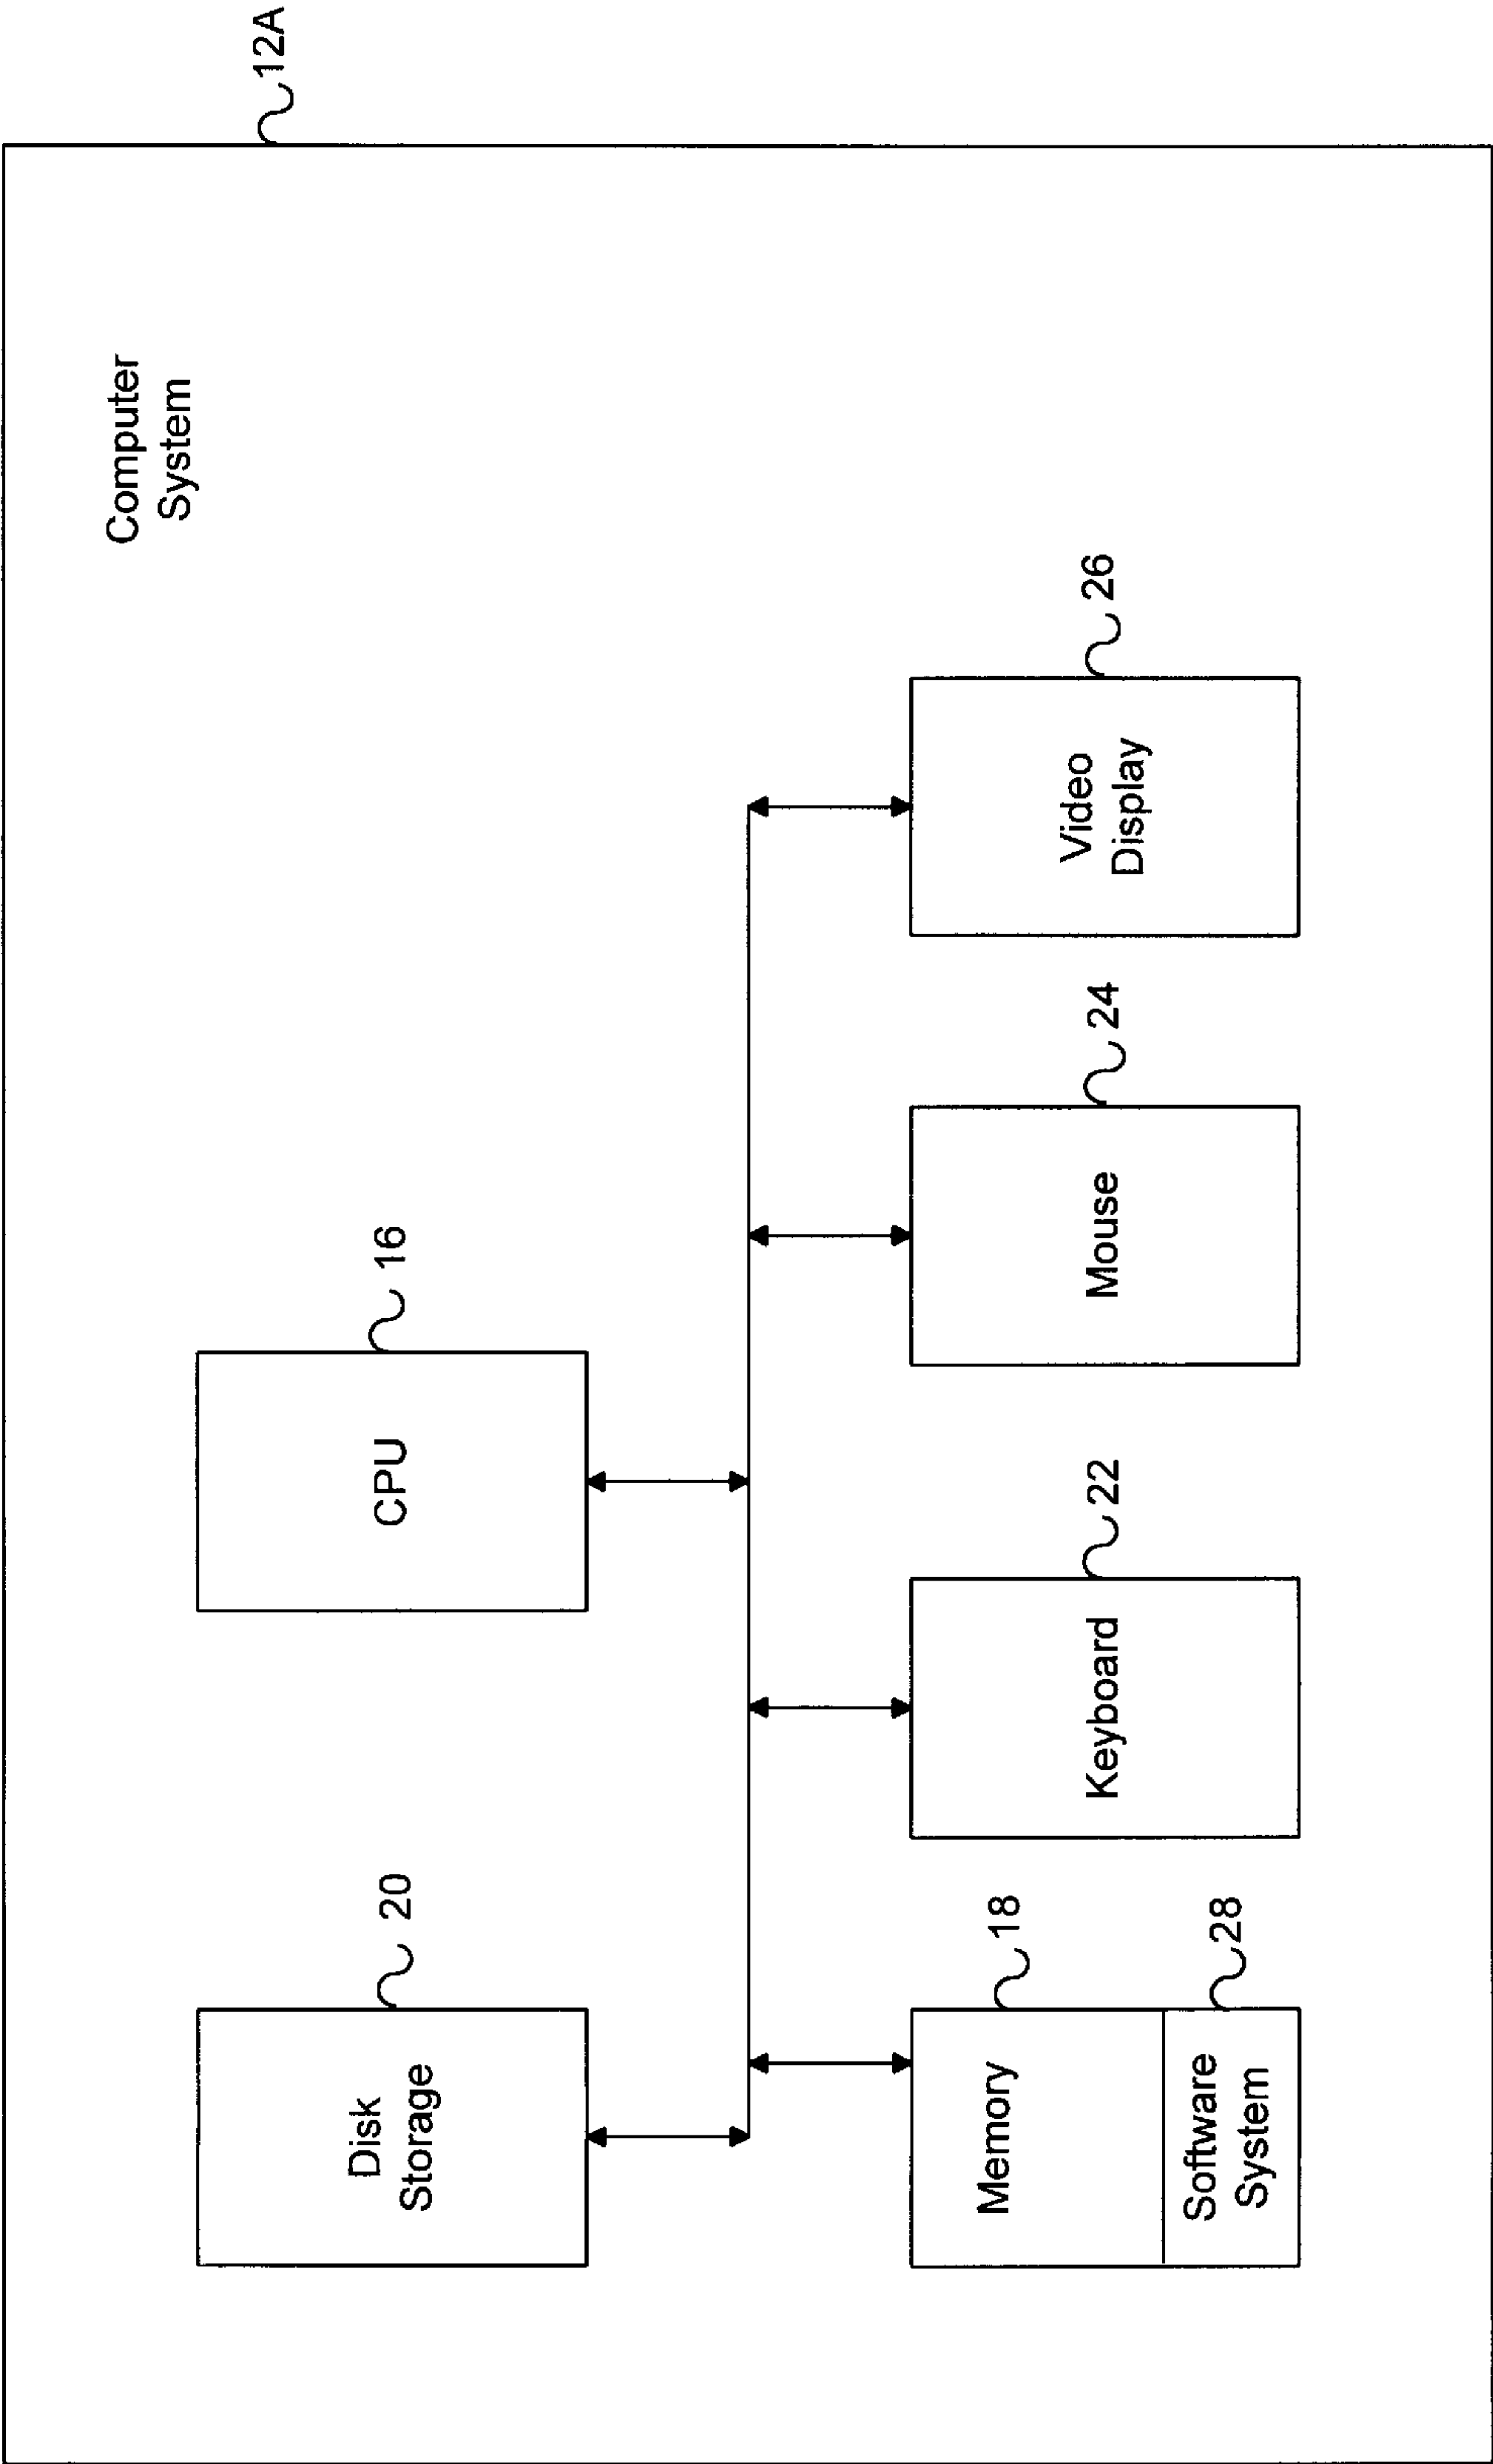 Computer
System
12A
Disk
Storage
20
CPU
16
Memory
18
Software
System
28
Keyboard
22
Mouse
24
Video
Display
26